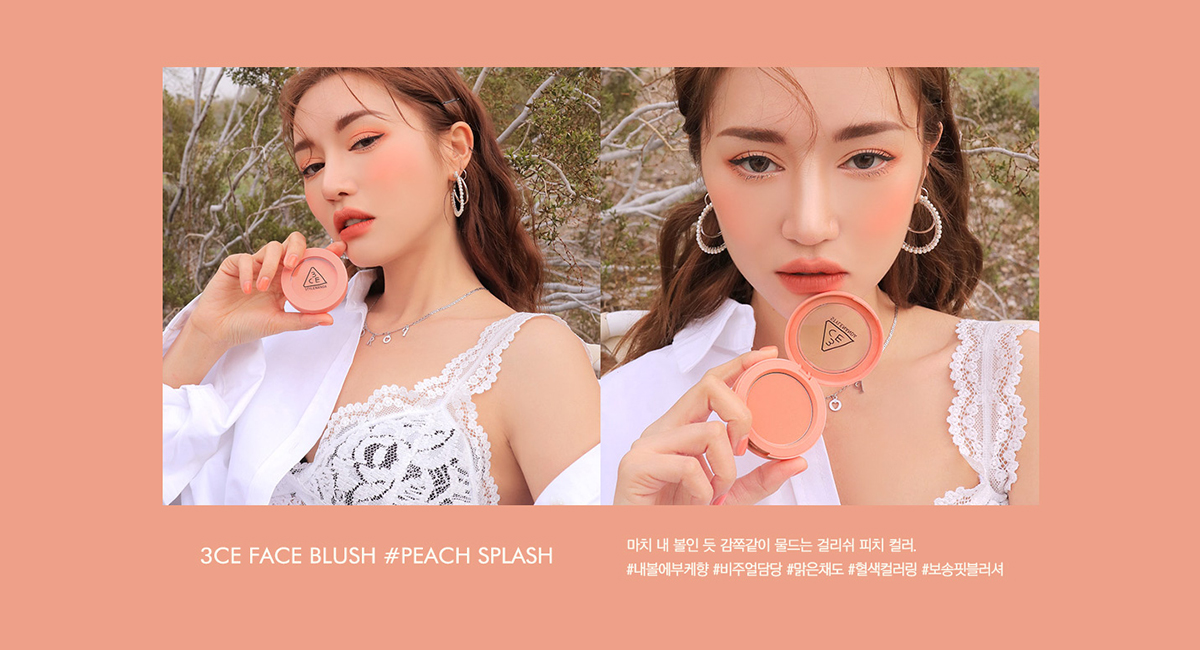 3CE
3CE
3CE FACE BLUSH #PEACH SPLASH
마치 내 볼인 듯 감쪽같이 물드는 걸리쉬 피치 컬러.
#내볼에부케향 #비주얼담당 #맑은채도 #혈색컬러링 #보송핏블러셔